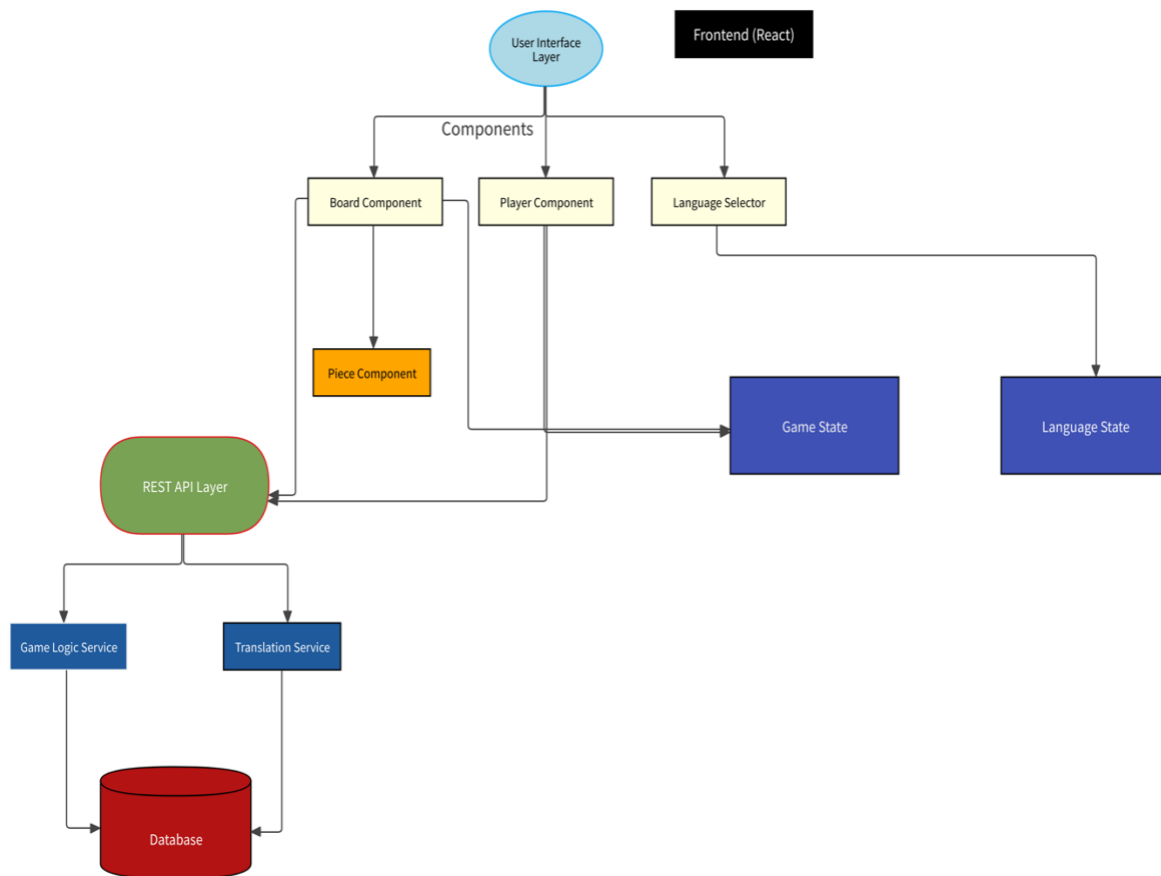 User Interface
Layer
Frontend (React)
Components
Board Component
Player Component
Language Selector
Piece Component
Game State
Language State
REST API Layer
Game Logic Service
Translation Service
Database